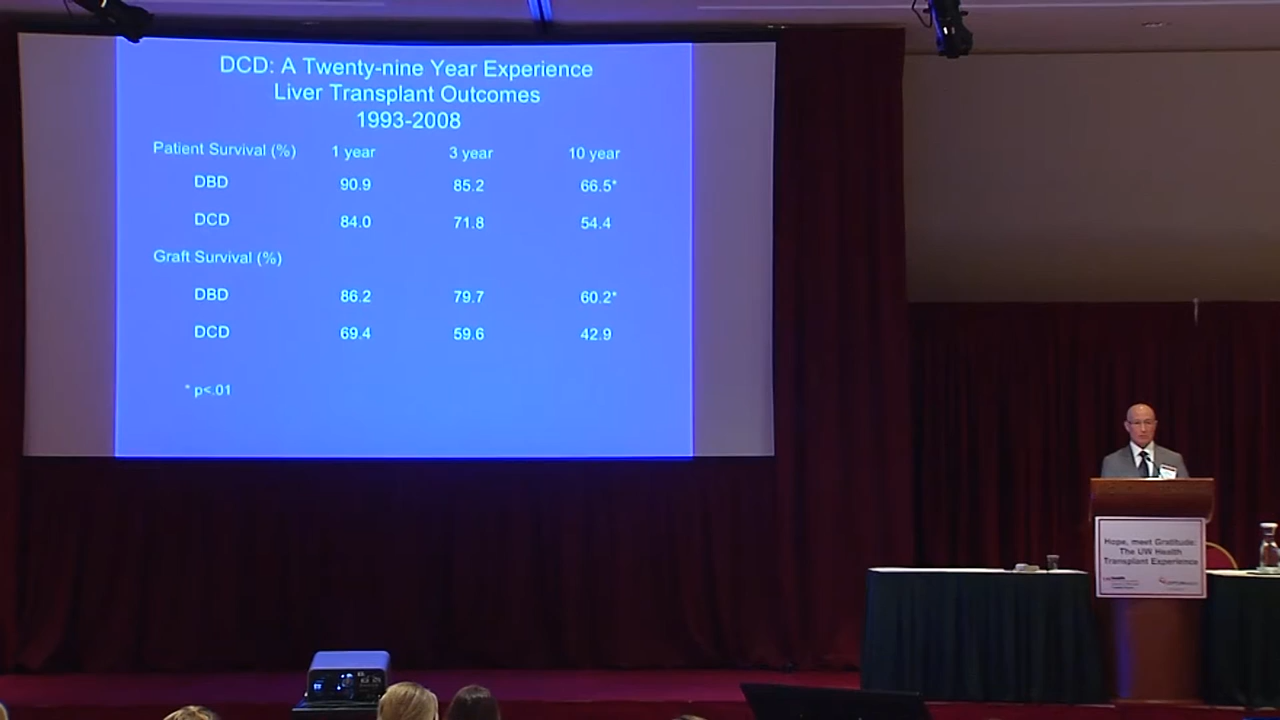 DCD: A Twenty-nine Year Experience
Liver Transplant Outcomes
1993-2008
Patient Survival (%) 1 year 3 year 10 year
DBD 90.9 85.2 66.5*
DCD 84.0 71.8 54.4
Graft Survival (%)
DBD 86.2 79.7 60.2*
DCD 69.4 59.6 42.9
* p<.01
Hope, meet Gratitude:
The UW Health
Transplant Experience